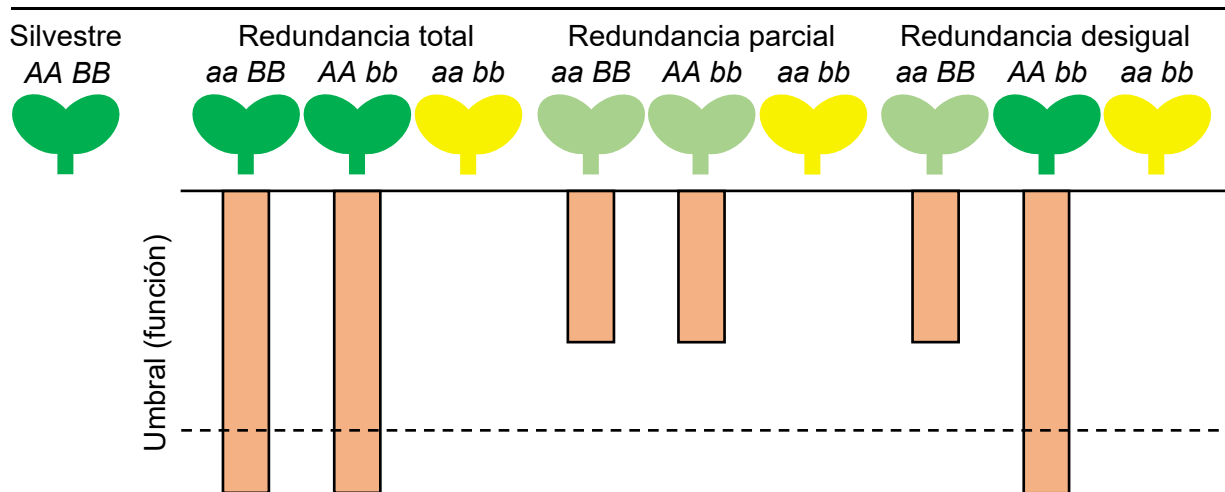 Silvestre Redundancia total Redundancia parcial Redundancia desigual
AA BB aa BB AA bb aa bb aa BB AA bb aa bb aa BB AA bb aa bb
Umbral (función)